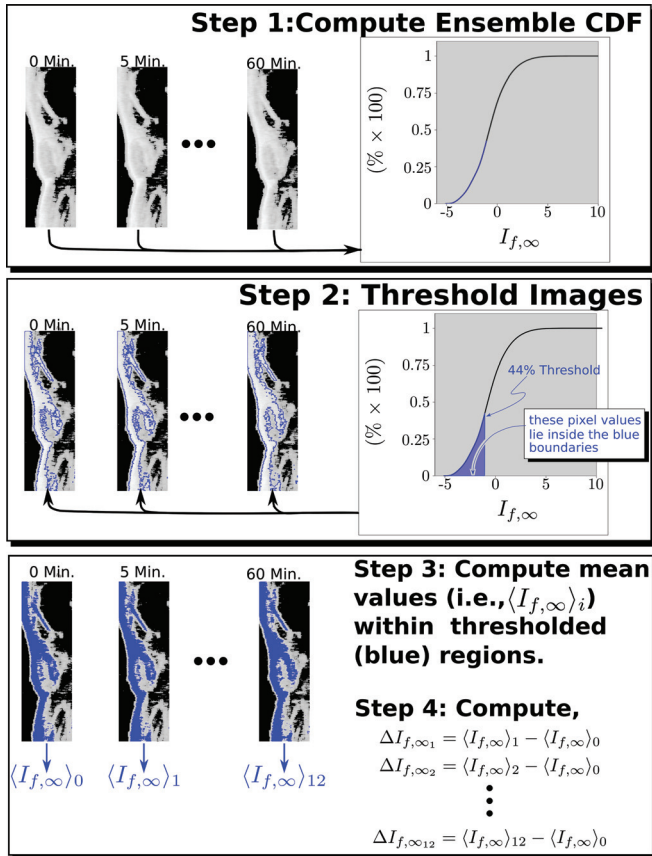 Step 1:Compute Ensemble CDF
0 Min.
5 Min.
60 Min.
(% × 100)
1
0.75
0.5
0.25
0
-5
0
5
10
I_{f,∞}
Step 2: Threshold Images
0 Min.
5 Min.
60 Min.
(% × 100)
1
0.75
0.5
0.25
0
44% Threshold
these pixel values
lie inside the blue
boundaries
-5
0
5
10
I_{f,∞}
0 Min.
5 Min.
60 Min.
⟨I_{f,∞}⟩_0
⟨I_{f,∞}⟩_1
⟨I_{f,∞}⟩_{12}
Step 3: Compute mean
values (i.e.,⟨I_{f,∞}⟩_i)
within thresholded
(blue) regions.
Step 4: Compute,
ΔI_{f,∞_1} = ⟨I_{f,∞}⟩_1 − ⟨I_{f,∞}⟩_0
ΔI_{f,∞_2} = ⟨I_{f,∞}⟩_2 − ⟨I_{f,∞}⟩_0
ΔI_{f,∞_{12}} = ⟨I_{f,∞}⟩_{12} − ⟨I_{f,∞}⟩_0